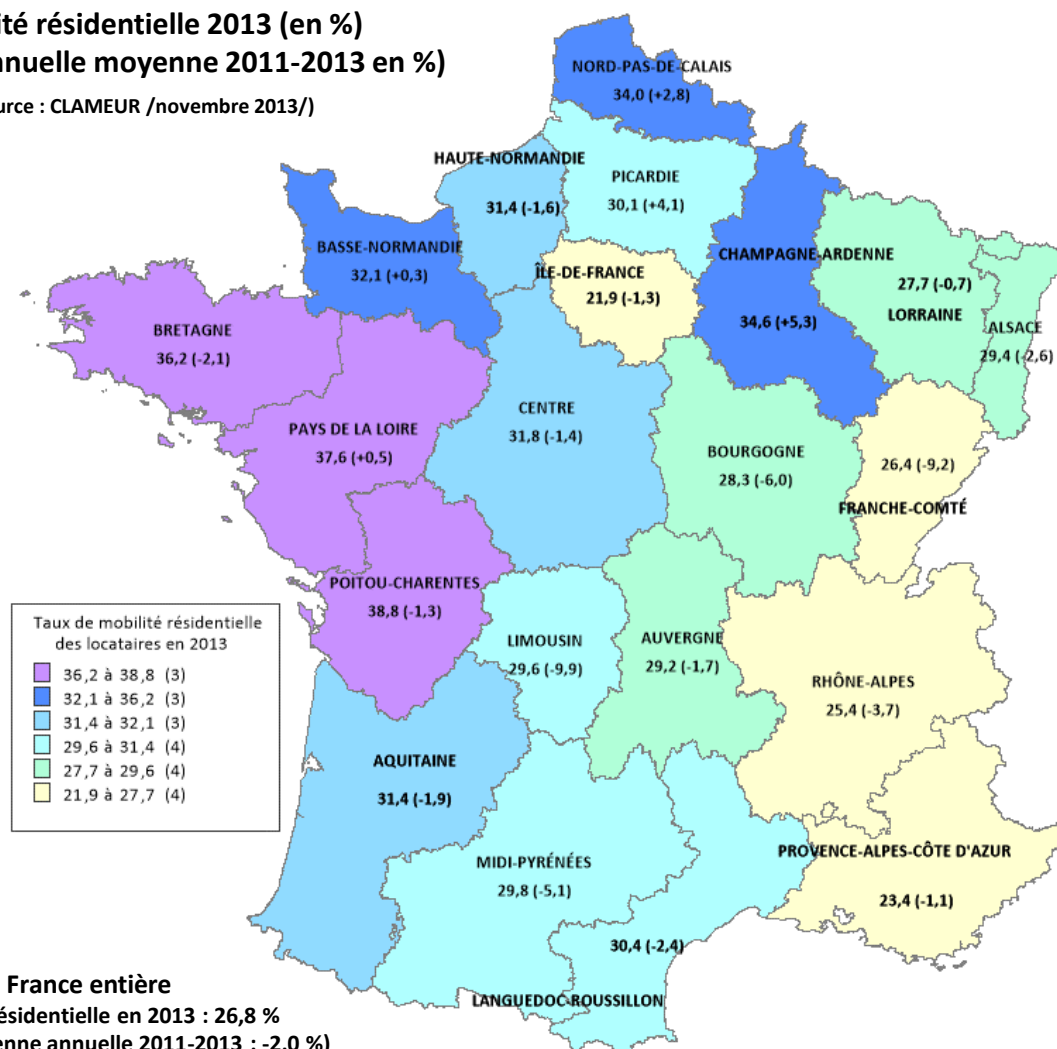 ité résidentielle 2013 (en %)
nnuelle moyenne 2011-2013 en %)
ource : CLAMEUR /novembre 2013/)
NORD-PAS-DE-CALAIS
34,0 (+2,8)
HAUTE-NORMANDIE
31,4 (-1,6)
PICARDIE
30,1 (+4,1)
BASSE-NORMANDIE
32,1 (+0,3)
ÎLE-DE-FRANCE
21,9 (-1,3)
CHAMPAGNE-ARDENNE
34,6 (+5,3)
27,7 (-0,7)
LORRAINE
ALSACE
29,4 (-2,6)
BRETAGNE
36,2 (-2,1)
PAYS DE LA LOIRE
37,6 (+0,5)
CENTRE
31,8 (-1,4)
BOURGOGNE
28,3 (-6,0)
26,4 (-9,2)
FRANCHE-COMTÉ
POITOU-CHARENTES
38,8 (-1,3)
LIMOUSIN
29,6 (-9,9)
AUVERGNE
29,2 (-1,7)
RHÔNE-ALPES
25,4 (-3,7)
Taux de mobilité résidentielle
des locataires en 2013
36,2 à 38,8 (3)
32,1 à 36,2 (3)
31,4 à 32,1 (3)
29,6 à 31,4 (4)
27,7 à 29,6 (4)
21,9 à 27,7 (4)
AQUITAINE
31,4 (-1,9)
MIDI-PYRÉNÉES
29,8 (-5,1)
PROVENCE-ALPES-CÔTE D'AZUR
23,4 (-1,1)
30,4 (-2,4)
LANGUEDOC-ROUSSILLON
France entière
ésidentielle en 2013 : 26,8 %
enne annuelle 2011-2013 : -2,0 %)